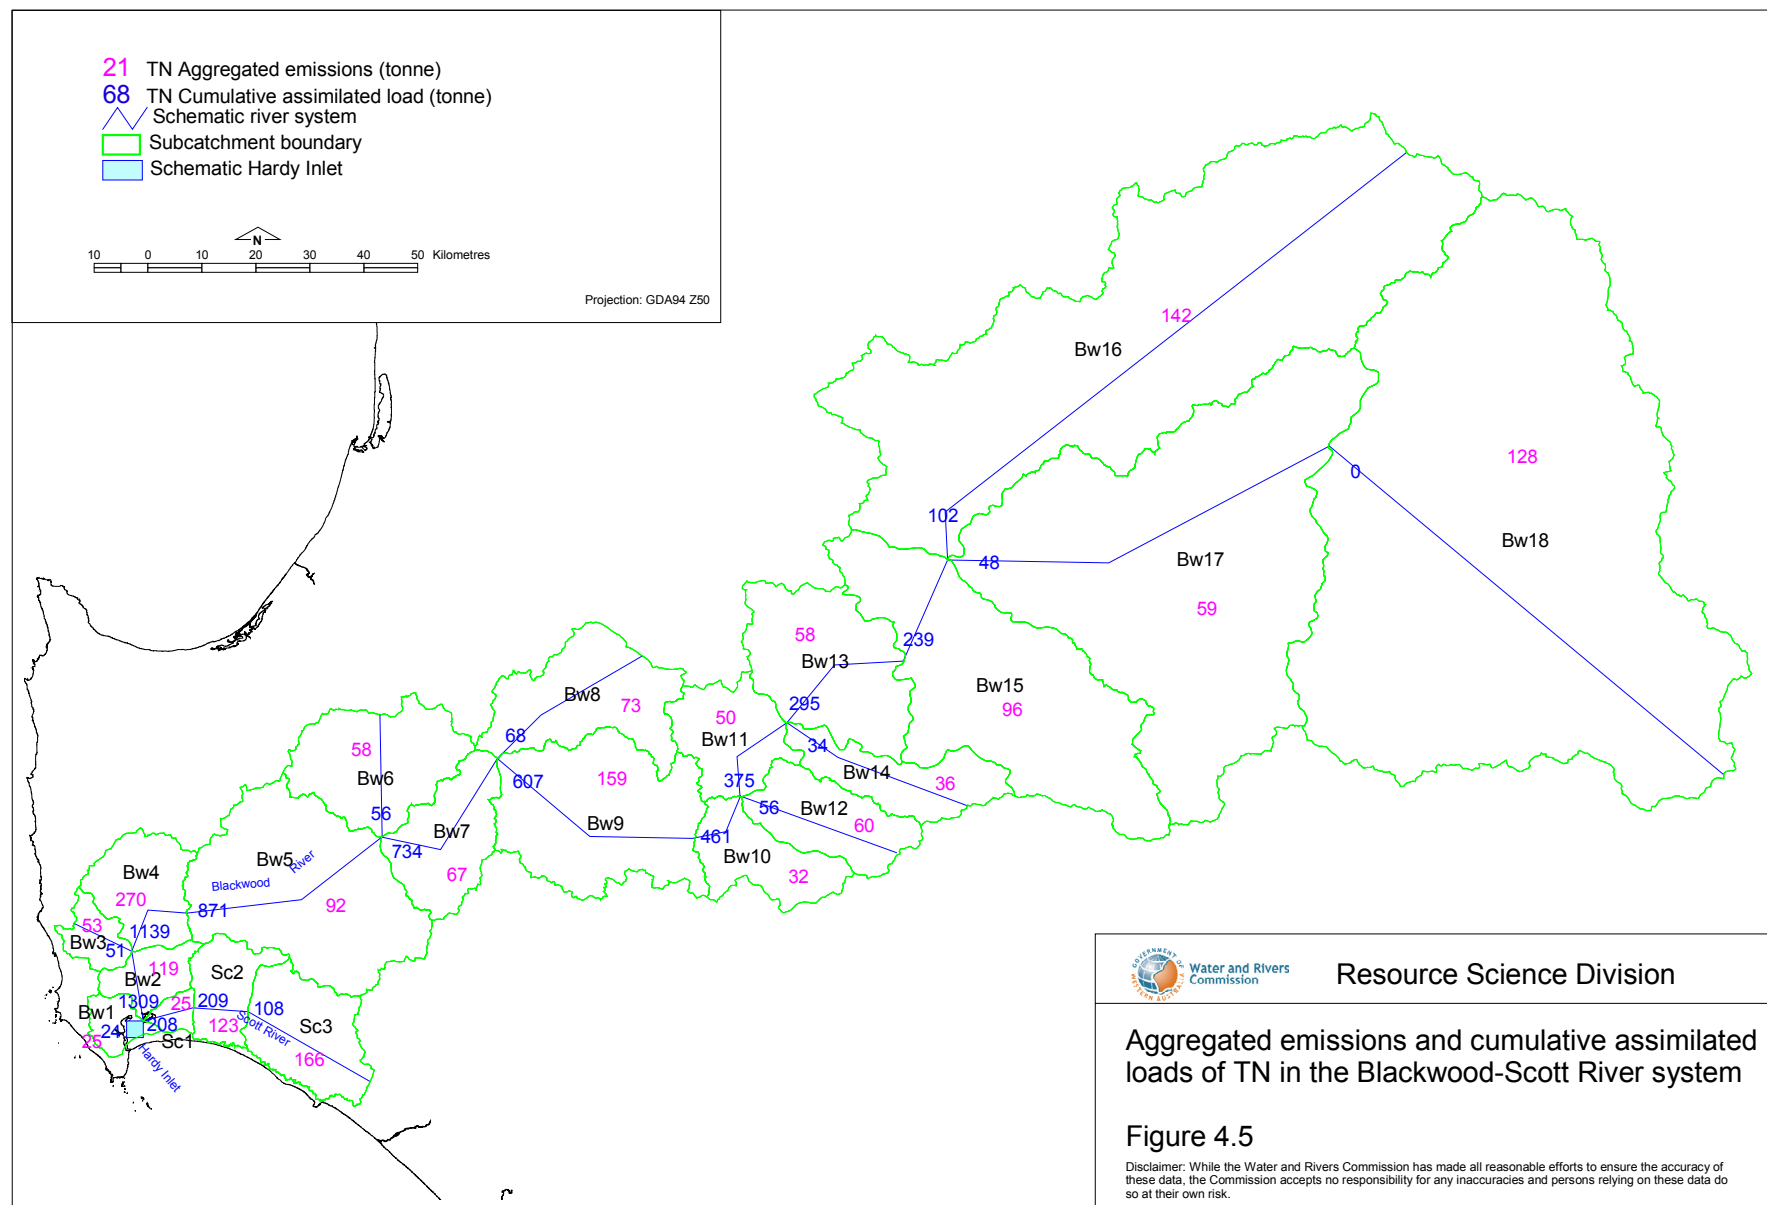 21 TN Aggregated emissions (tonne)
68 TN Cumulative assimilated load (tonne)
Schematic river system
Subcatchment boundary
Schematic Hardy Inlet
N
10 0 10 20 30 40 50 Kilometres
Projection: GDA94 Z50
142
Bw16
128
0
102
Bw18
48
Bw17
59
239
58
Bw13
Bw15
96
295
34
Bw14
36
50
Bw11
375
Bw12
56
60
461
Bw10
32
Bw8
73
68
607
159
Bw9
58
Bw6
56
Bw7
734
67
Bw5
Blackwood River
92
871
Bw4
270
1139
53
Bw3
51
119
Bw2
1309
Bw1
24
25
208
25
Sc1
Hardy Inlet
Sc2
209
123
108
Scott River
Sc3
166
GOVERNMENT OF WESTERN AUSTRALIA
Water and Rivers
Commission
Resource Science Division
Aggregated emissions and cumulative assimilated
loads of TN in the Blackwood-Scott River system
Figure 4.5
Disclaimer: While the Water and Rivers Commission has made all reasonable efforts to ensure the accuracy of
these data, the Commission accepts no responsibility for any inaccuracies and persons relying on these data do
so at their own risk.